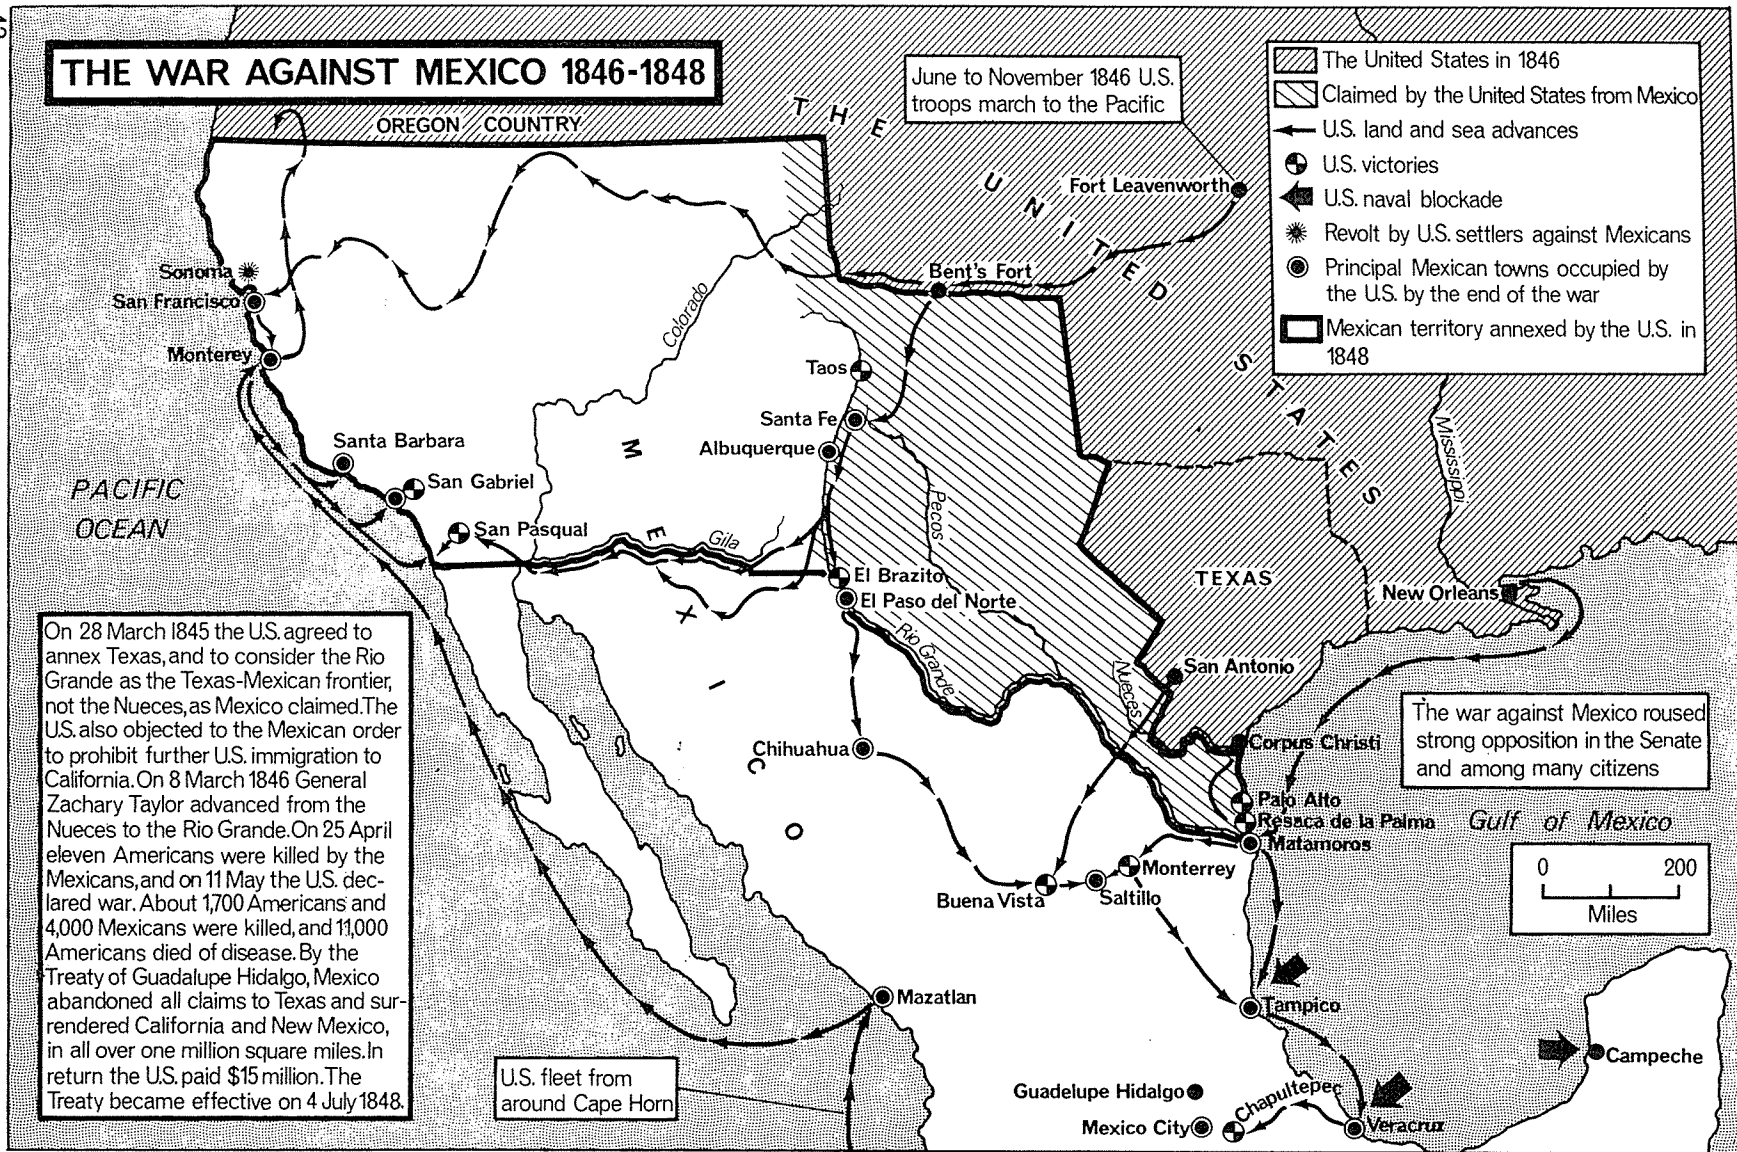 THE WAR AGAINST MEXICO 1846-1848
June to November 1846 U.S.
troops march to the Pacific
The United States in 1846
Claimed by the United States from Mexico
U.S. land and sea advances
U.S. victories
U.S. naval blockade
Revolt by U.S. settlers against Mexicans
Principal Mexican towns occupied by
the U.S. by the end of the war
Mexican territory annexed by the U.S. in
1848
OREGON COUNTRY
THE UNITED STATES
Fort Leavenworth
Bent's Fort
Sonoma
San Francisco
Monterey
Colorado
Taos
Santa Fe
Albuquerque
Mississippi
Santa Barbara
San Gabriel
San Pasqual
PACIFIC
OCEAN
MEXICO
Gila
Pecos
El Brazito
El Paso del Norte
TEXAS
New Orleans
Rio Grande
Nueces
San Antonio
On 28 March 1845 the U.S. agreed to
annex Texas, and to consider the Rio
Grande as the Texas-Mexican frontier,
not the Nueces, as Mexico claimed. The
U.S. also objected to the Mexican order
to prohibit further U.S. immigration to
California. On 8 March 1846 General
Zachary Taylor advanced from the
Nueces to the Rio Grande. On 25 April
eleven Americans were killed by the
Mexicans, and on 11 May the U.S. dec-
lared war. About 1,700 Americans and
4,000 Mexicans were killed, and 11,000
Americans died of disease. By the
Treaty of Guadalupe Hidalgo, Mexico
abandoned all claims to Texas and sur-
rendered California and New Mexico,
in all over one million square miles. In
return the U.S. paid $15 million. The
Treaty became effective on 4 July 1848.
Chihuahua
Corpus Christi
The war against Mexico roused
strong opposition in the Senate
and among many citizens
Palo Alto
Resaca de la Palma
Matamoros
Gulf of Mexico
0 200
Miles
Monterrey
Buena Vista
Saltillo
Mazatlan
Tampico
Campeche
U.S. fleet from
around Cape Horn
Guadelupe Hidalgo
Chapultepec
Mexico City
Veracruz